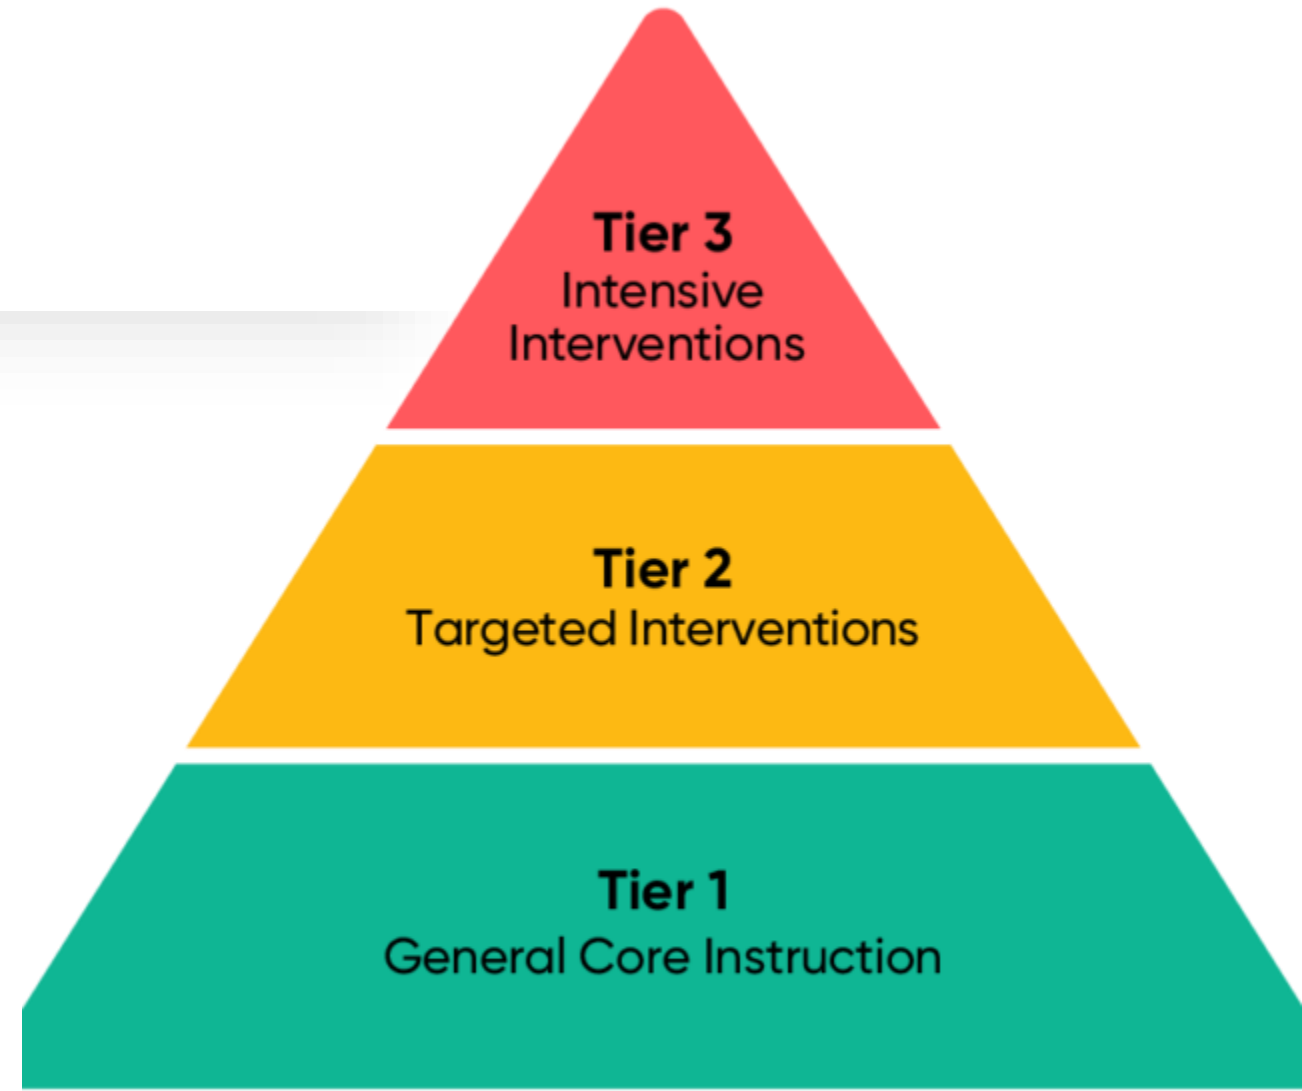 Tier 3
Intensive
Interventions
Tier 2
Targeted Interventions
Tier 1
General Core Instruction